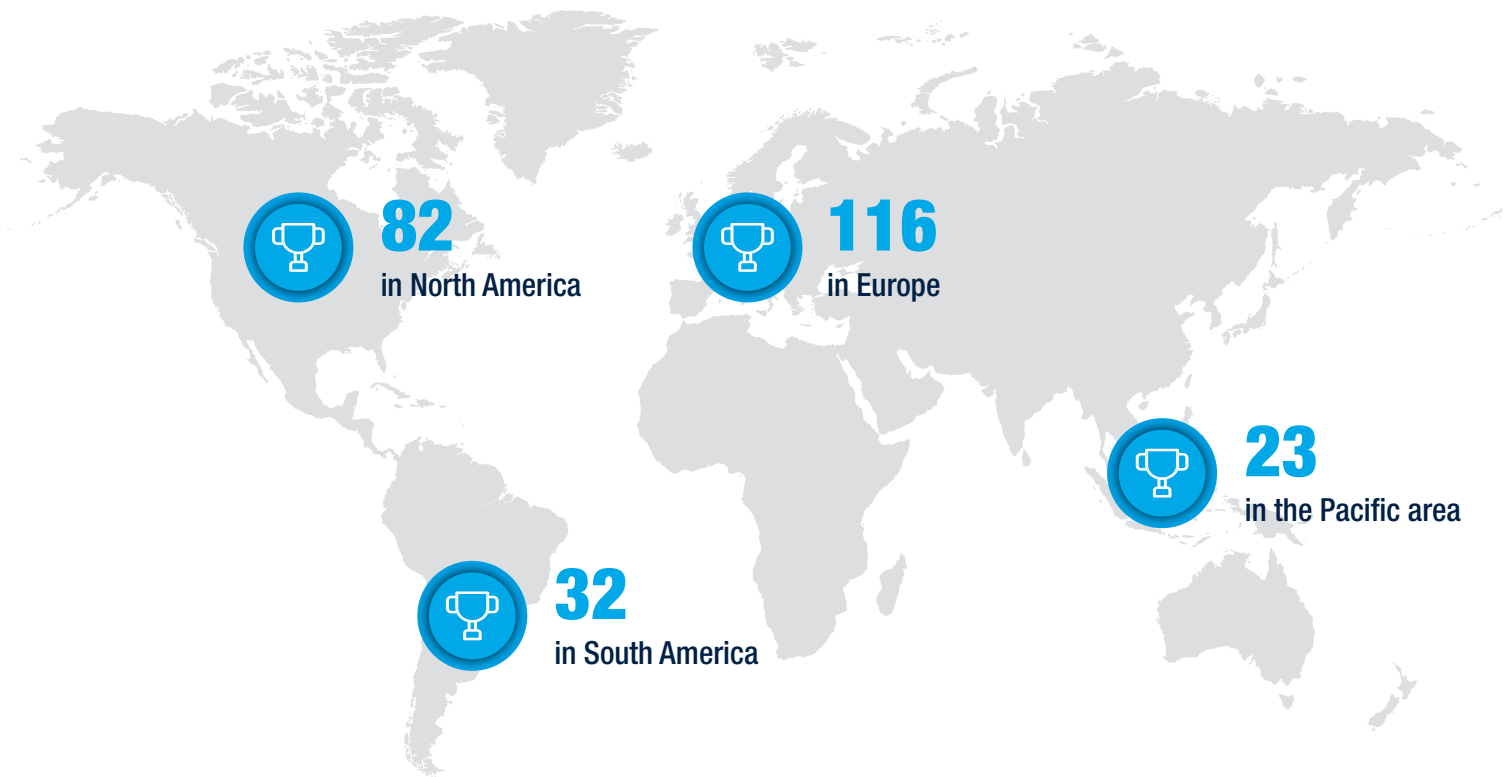 82
in North America
116
in Europe
23
in the Pacific area
32
in South America